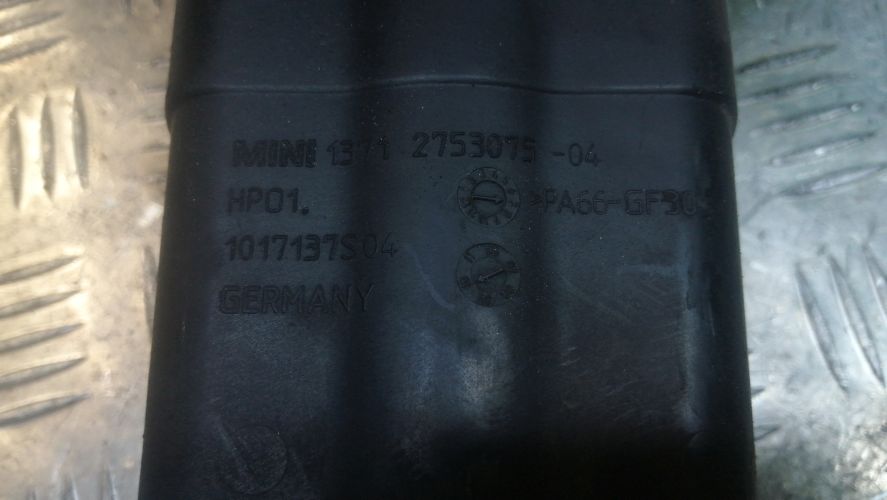 MINI 1371 2753075-04
HP01. >PA66-GF30<
1017137S04
GERMANY